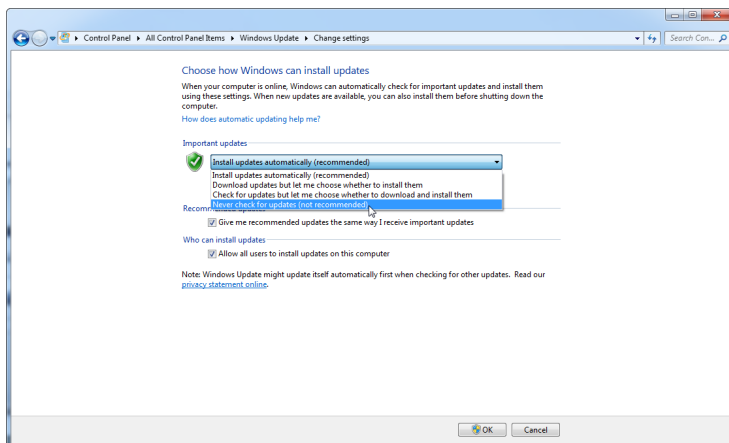 Control Panel ▸ All Control Panel Items ▸ Windows Update ▸ Change settings
Search Con...
Choose how Windows can install updates
When your computer is online, Windows can automatically check for important updates and install them
using these settings. When new updates are available, you can also install them before shutting down the
computer.
How does automatic updating help me?
Important updates
Install updates automatically (recommended)
Install updates automatically (recommended)
Download updates but let me choose whether to install them
Check for updates but let me choose whether to download and install them
Never check for updates (not recommended)
Give me recommended updates the same way I receive important updates
Who can install updates
Allow all users to install updates on this computer
Note: Windows Update might update itself automatically first when checking for other updates. Read our
privacy statement online.
OK
Cancel